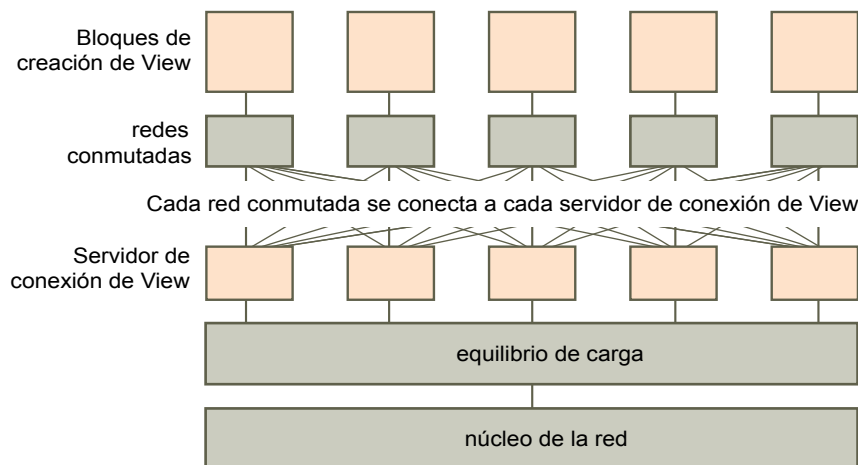 Bloques de
creación de View
redes
conmutadas
Cada red conmutada se conecta a cada servidor de conexión de View
Servidor de
conexión de View
equilibrio de carga
núcleo de la red